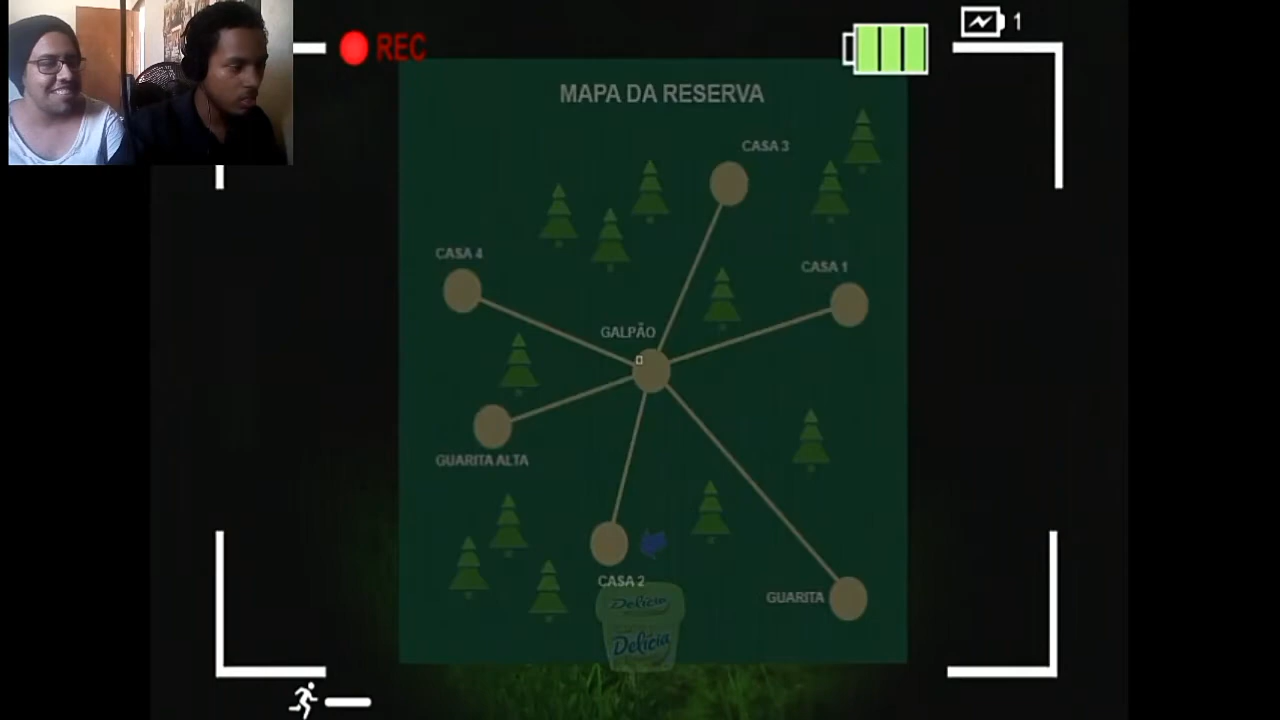 REC
1
MAPA DA RESERVA
CASA 3
CASA 4
CASA 1
GALPÃO
GUARITA ALTA
CASA 2
GUARITA
Delícia
Delícia